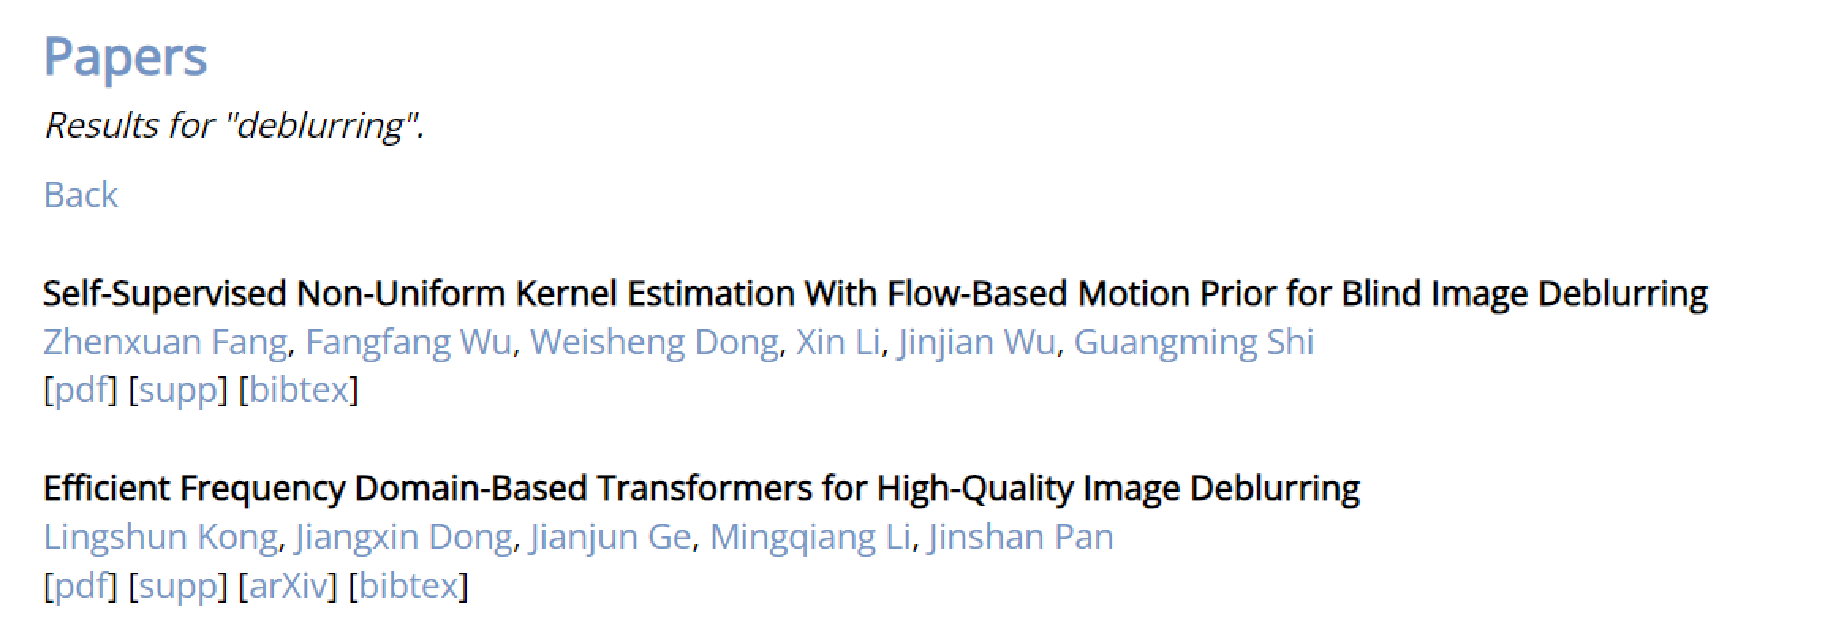 Papers
Results for "deblurring".
Back
Self-Supervised Non-Uniform Kernel Estimation With Flow-Based Motion Prior for Blind Image Deblurring
Zhenxuan Fang, Fangfang Wu, Weisheng Dong, Xin Li, Jinjian Wu, Guangming Shi
[pdf] [supp] [bibtex]
Efficient Frequency Domain-Based Transformers for High-Quality Image Deblurring
Lingshun Kong, Jiangxin Dong, Jianjun Ge, Mingqiang Li, Jinshan Pan
[pdf] [supp] [arXiv] [bibtex]